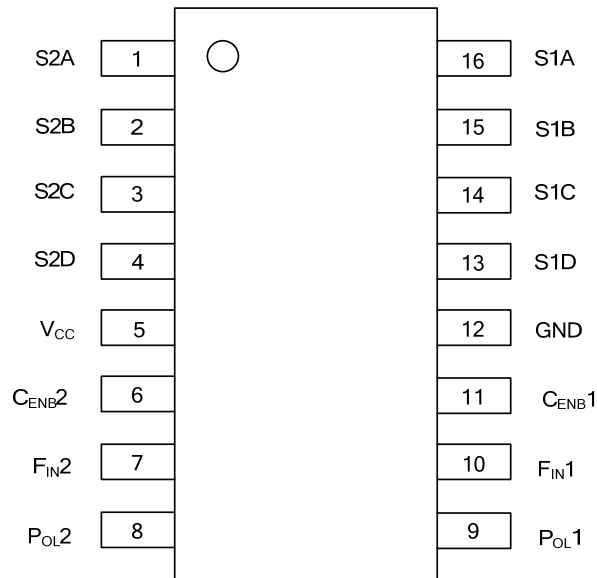 S2A 1 16 S1A
S2B 2 15 S1B
S2C 3 14 S1C
S2D 4 13 S1D
VCC 5 12 GND
CENB2 6 11 CENB1
FIN2 7 10 FIN1
POL2 8 9 POL1